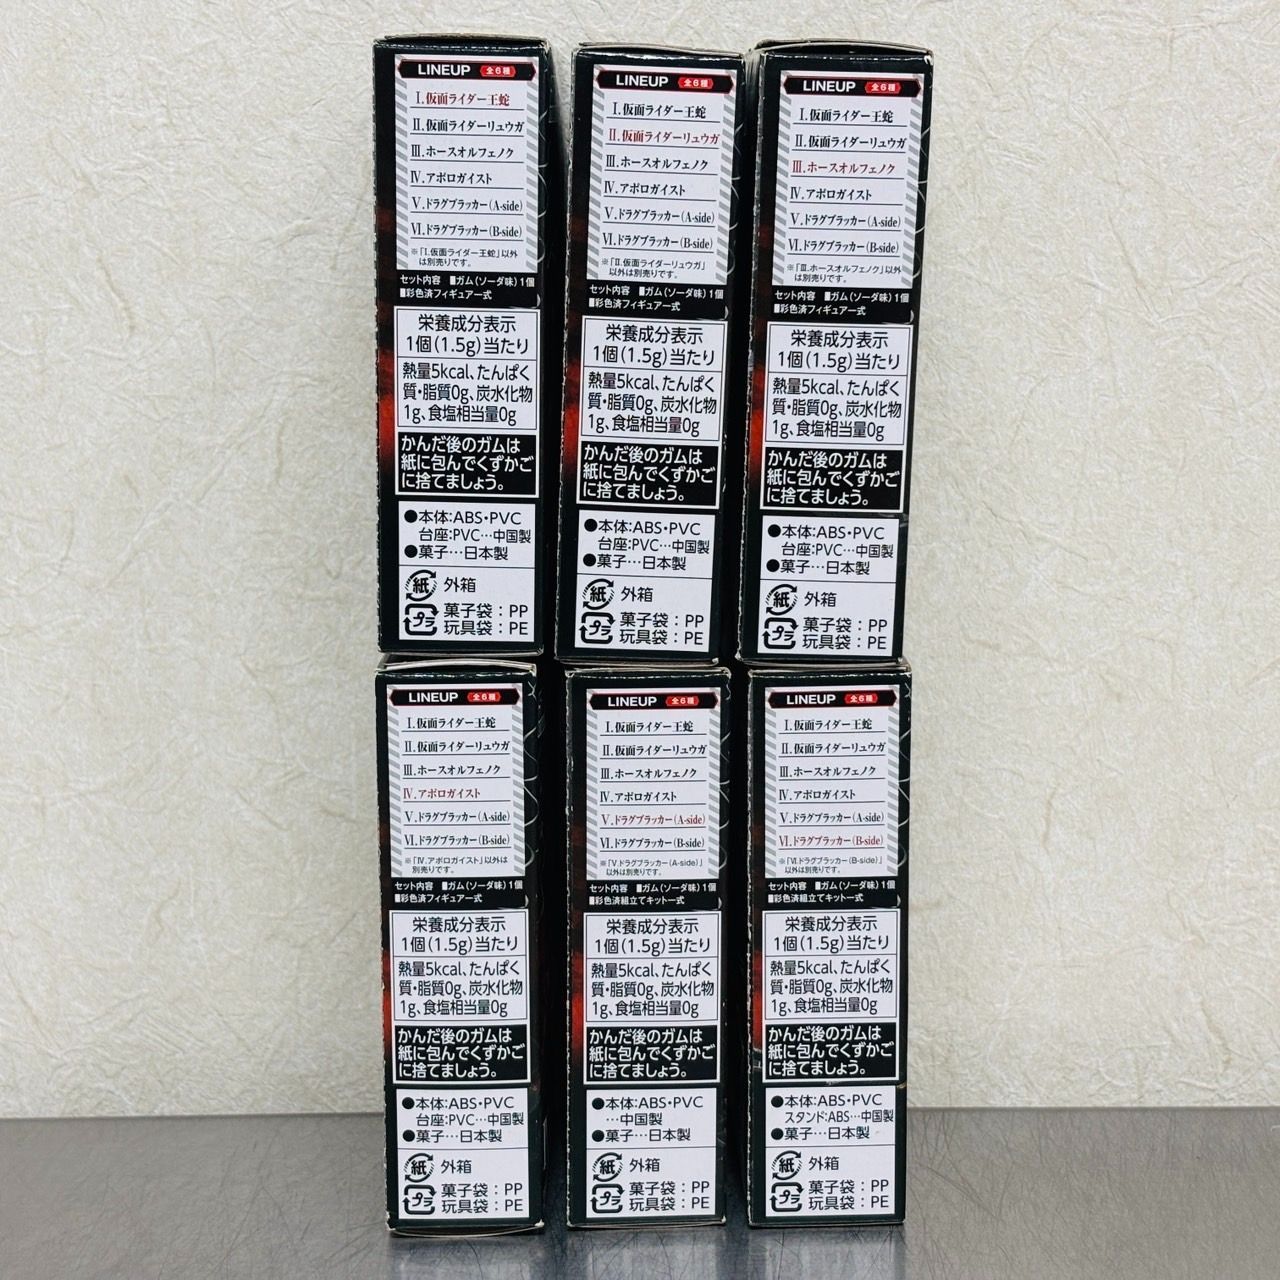 LINEUP 全6種
I.仮面ライダー王蛇
II.仮面ライダーリュウガ
III.ホースオルフェノク
IV.アポロガイスト
V.ドラグブラッカー(A-side)
VI.ドラグブラッカー(B-side)
※「I.仮面ライダー王蛇」以外
は別売りです。
セット内容 ■ガム(ソーダ味)1個
■彩色済フィギュア一式
栄養成分表示
1個(1.5g)当たり
熱量5kcal、たんぱく
質・脂質0g、炭水化物
1g、食塩相当量0g
かんだ後のガムは
紙に包んでくずかご
に捨てましょう。
●本体:ABS・PVC
台座:PVC…中国製
●菓子…日本製
紙 外箱
プラ 菓子袋:PP
玩具袋:PE
LINEUP 全6種
I.仮面ライダー王蛇
II.仮面ライダーリュウガ
III.ホースオルフェノク
IV.アポロガイスト
V.ドラグブラッカー(A-side)
VI.ドラグブラッカー(B-side)
※「II.仮面ライダーリュウガ」
以外は別売りです。
セット内容 ■ガム(ソーダ味)1個
■彩色済フィギュア一式
栄養成分表示
1個(1.5g)当たり
熱量5kcal、たんぱく
質・脂質0g、炭水化物
1g、食塩相当量0g
かんだ後のガムは
紙に包んでくずかご
に捨てましょう。
●本体:ABS・PVC
台座:PVC…中国製
●菓子…日本製
紙 外箱
プラ 菓子袋:PP
玩具袋:PE
LINEUP 全6種
I.仮面ライダー王蛇
II.仮面ライダーリュウガ
III.ホースオルフェノク
IV.アポロガイスト
V.ドラグブラッカー(A-side)
VI.ドラグブラッカー(B-side)
※「III.ホースオルフェノク」以外
は別売りです。
セット内容 ■ガム(ソーダ味)1個
■彩色済フィギュア一式
栄養成分表示
1個(1.5g)当たり
熱量5kcal、たんぱく
質・脂質0g、炭水化物
1g、食塩相当量0g
かんだ後のガムは
紙に包んでくずかご
に捨てましょう。
●本体:ABS・PVC
台座:PVC…中国製
●菓子…日本製
紙 外箱
プラ 菓子袋:PP
玩具袋:PE
LINEUP 全6種
I.仮面ライダー王蛇
II.仮面ライダーリュウガ
III.ホースオルフェノク
IV.アポロガイスト
V.ドラグブラッカー(A-side)
VI.ドラグブラッカー(B-side)
※「IV.アポロガイスト」以外は
別売りです。
セット内容 ■ガム(ソーダ味)1個
■彩色済フィギュア一式
栄養成分表示
1個(1.5g)当たり
熱量5kcal、たんぱく
質・脂質0g、炭水化物
1g、食塩相当量0g
かんだ後のガムは
紙に包んでくずかご
に捨てましょう。
●本体:ABS・PVC
台座:PVC…中国製
●菓子…日本製
紙 外箱
プラ 菓子袋:PP
玩具袋:PE
LINEUP 全6種
I.仮面ライダー王蛇
II.仮面ライダーリュウガ
III.ホースオルフェノク
IV.アポロガイスト
V.ドラグブラッカー(A-side)
VI.ドラグブラッカー(B-side)
※「V.ドラグブラッカー(A-side)」
以外は別売りです。
セット内容 ■ガム(ソーダ味)1個
■彩色済組立てキット一式
栄養成分表示
1個(1.5g)当たり
熱量5kcal、たんぱく
質・脂質0g、炭水化物
1g、食塩相当量0g
かんだ後のガムは
紙に包んでくずかご
に捨てましょう。
●本体:ABS・PVC
…中国製
●菓子…日本製
紙 外箱
プラ 菓子袋:PP
玩具袋:PE
LINEUP 全6種
I.仮面ライダー王蛇
II.仮面ライダーリュウガ
III.ホースオルフェノク
IV.アポロガイスト
V.ドラグブラッカー(A-side)
VI.ドラグブラッカー(B-side)
※「VI.ドラグブラッカー(B-side)」
以外は別売りです。
セット内容 ■ガム(ソーダ味)1個
■彩色済組立てキット一式
栄養成分表示
1個(1.5g)当たり
熱量5kcal、たんぱく
質・脂質0g、炭水化物
1g、食塩相当量0g
かんだ後のガムは
紙に包んでくずかご
に捨てましょう。
●本体:ABS・PVC
スタンド:ABS…中国製
●菓子…日本製
紙 外箱
プラ 菓子袋:PP
玩具袋:PE